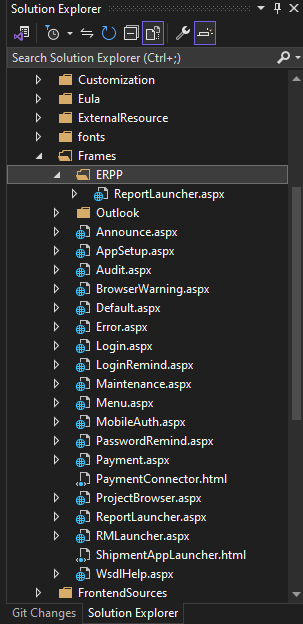 Solution Explorer
Search Solution Explorer (Ctrl+;)
Customization
Eula
ExternalResource
fonts
Frames
ERPP
ReportLauncher.aspx
Outlook
Announce.aspx
AppSetup.aspx
Audit.aspx
BrowserWarning.aspx
Default.aspx
Error.aspx
Login.aspx
LoginRemind.aspx
Maintenance.aspx
Menu.aspx
MobileAuth.aspx
PasswordRemind.aspx
Payment.aspx
PaymentConnector.html
ProjectBrowser.aspx
ReportLauncher.aspx
RMLauncher.aspx
ShipmentAppLauncher.html
WsdlHelp.aspx
FrontendSources
Git Changes Solution Explorer